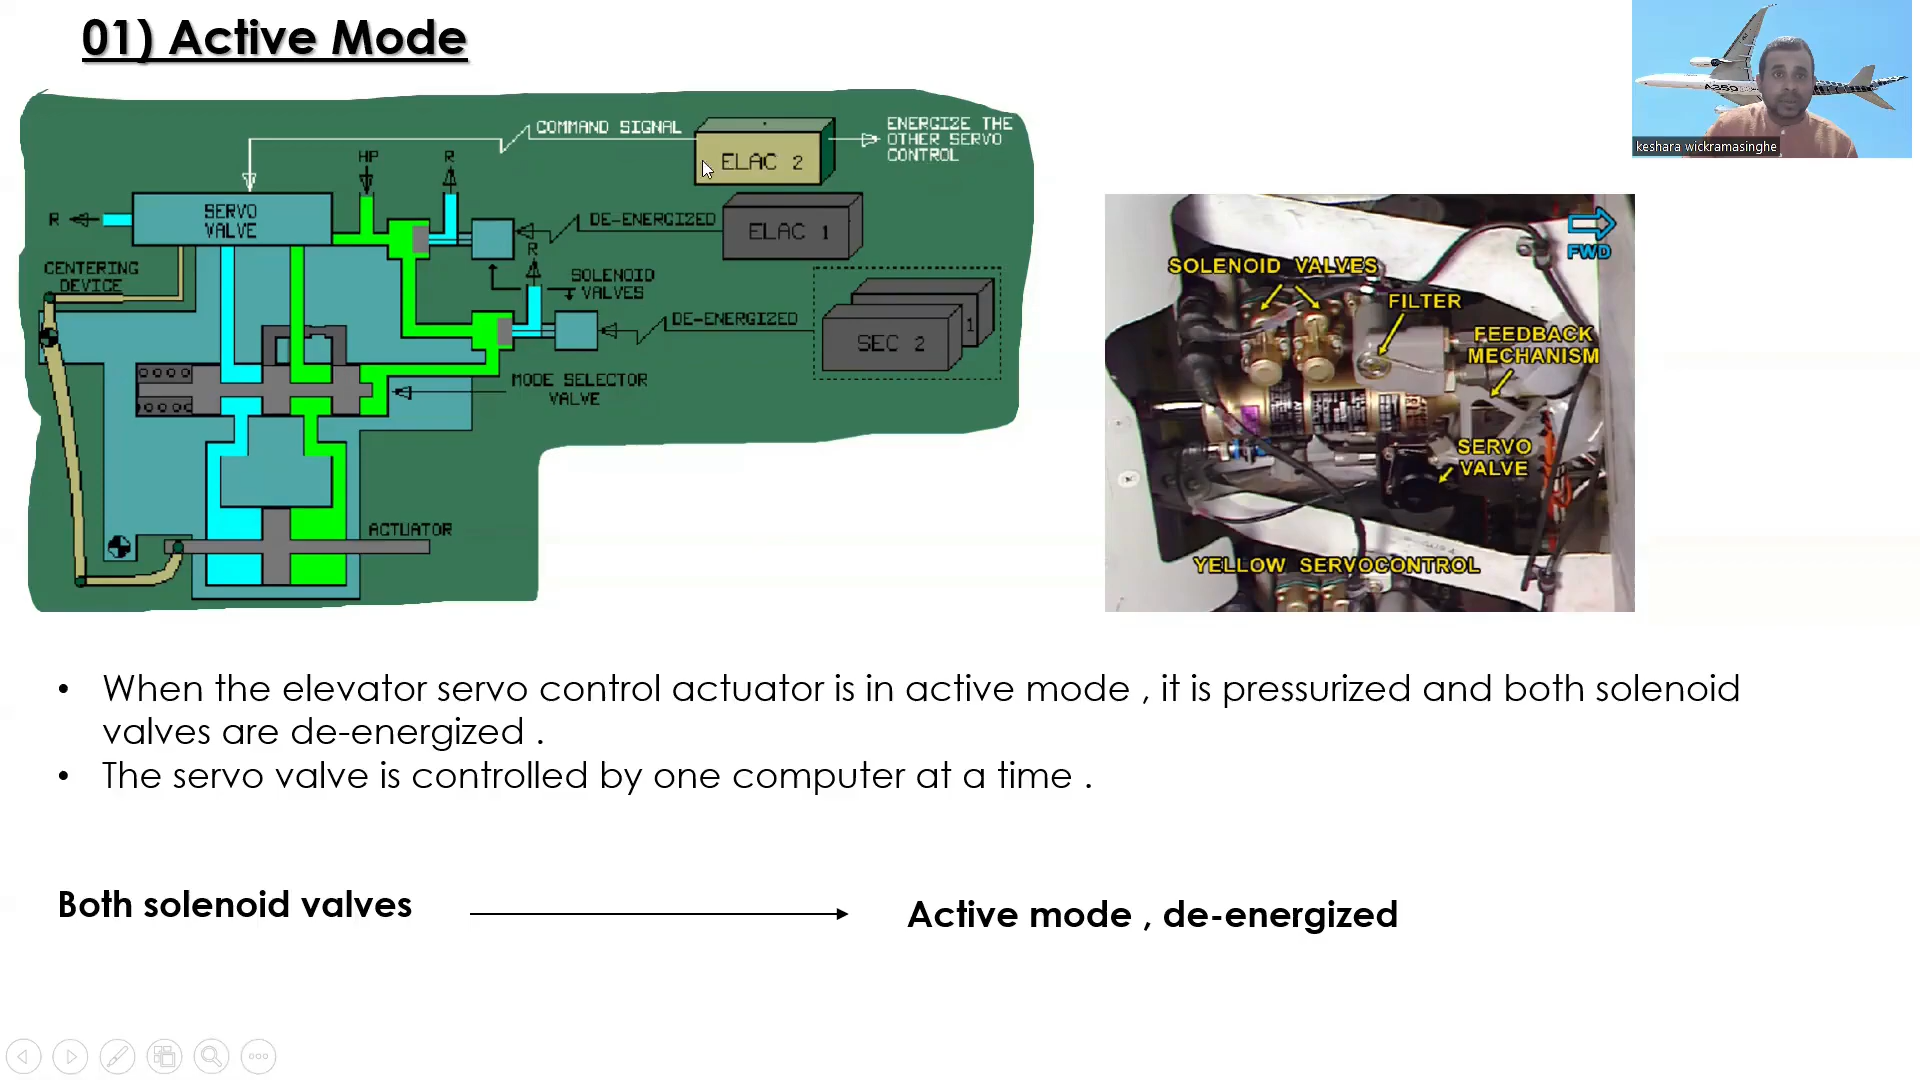 01) Active Mode
COMMAND SIGNAL
ELAC 2
ENERGIZE THE
OTHER SERVO
CONTROL
HP
R
R
SERVO
VALVE
DE-ENERGIZED
ELAC 1
R
CENTERING
DEVICE
SOLENOID
VALVES
DE-ENERGIZED
SEC 2
1
MODE SELECTOR
VALVE
ACTUATOR
keshara wickramasinghe
A350
FWD
SOLENOID VALVES
FILTER
FEEDBACK
MECHANISM
SERVO
VALVE
YELLOW SERVOCONTROL
• When the elevator servo control actuator is in active mode , it is pressurized and both solenoid
valves are de-energized .
• The servo valve is controlled by one computer at a time .
Both solenoid valves
Active mode , de-energized